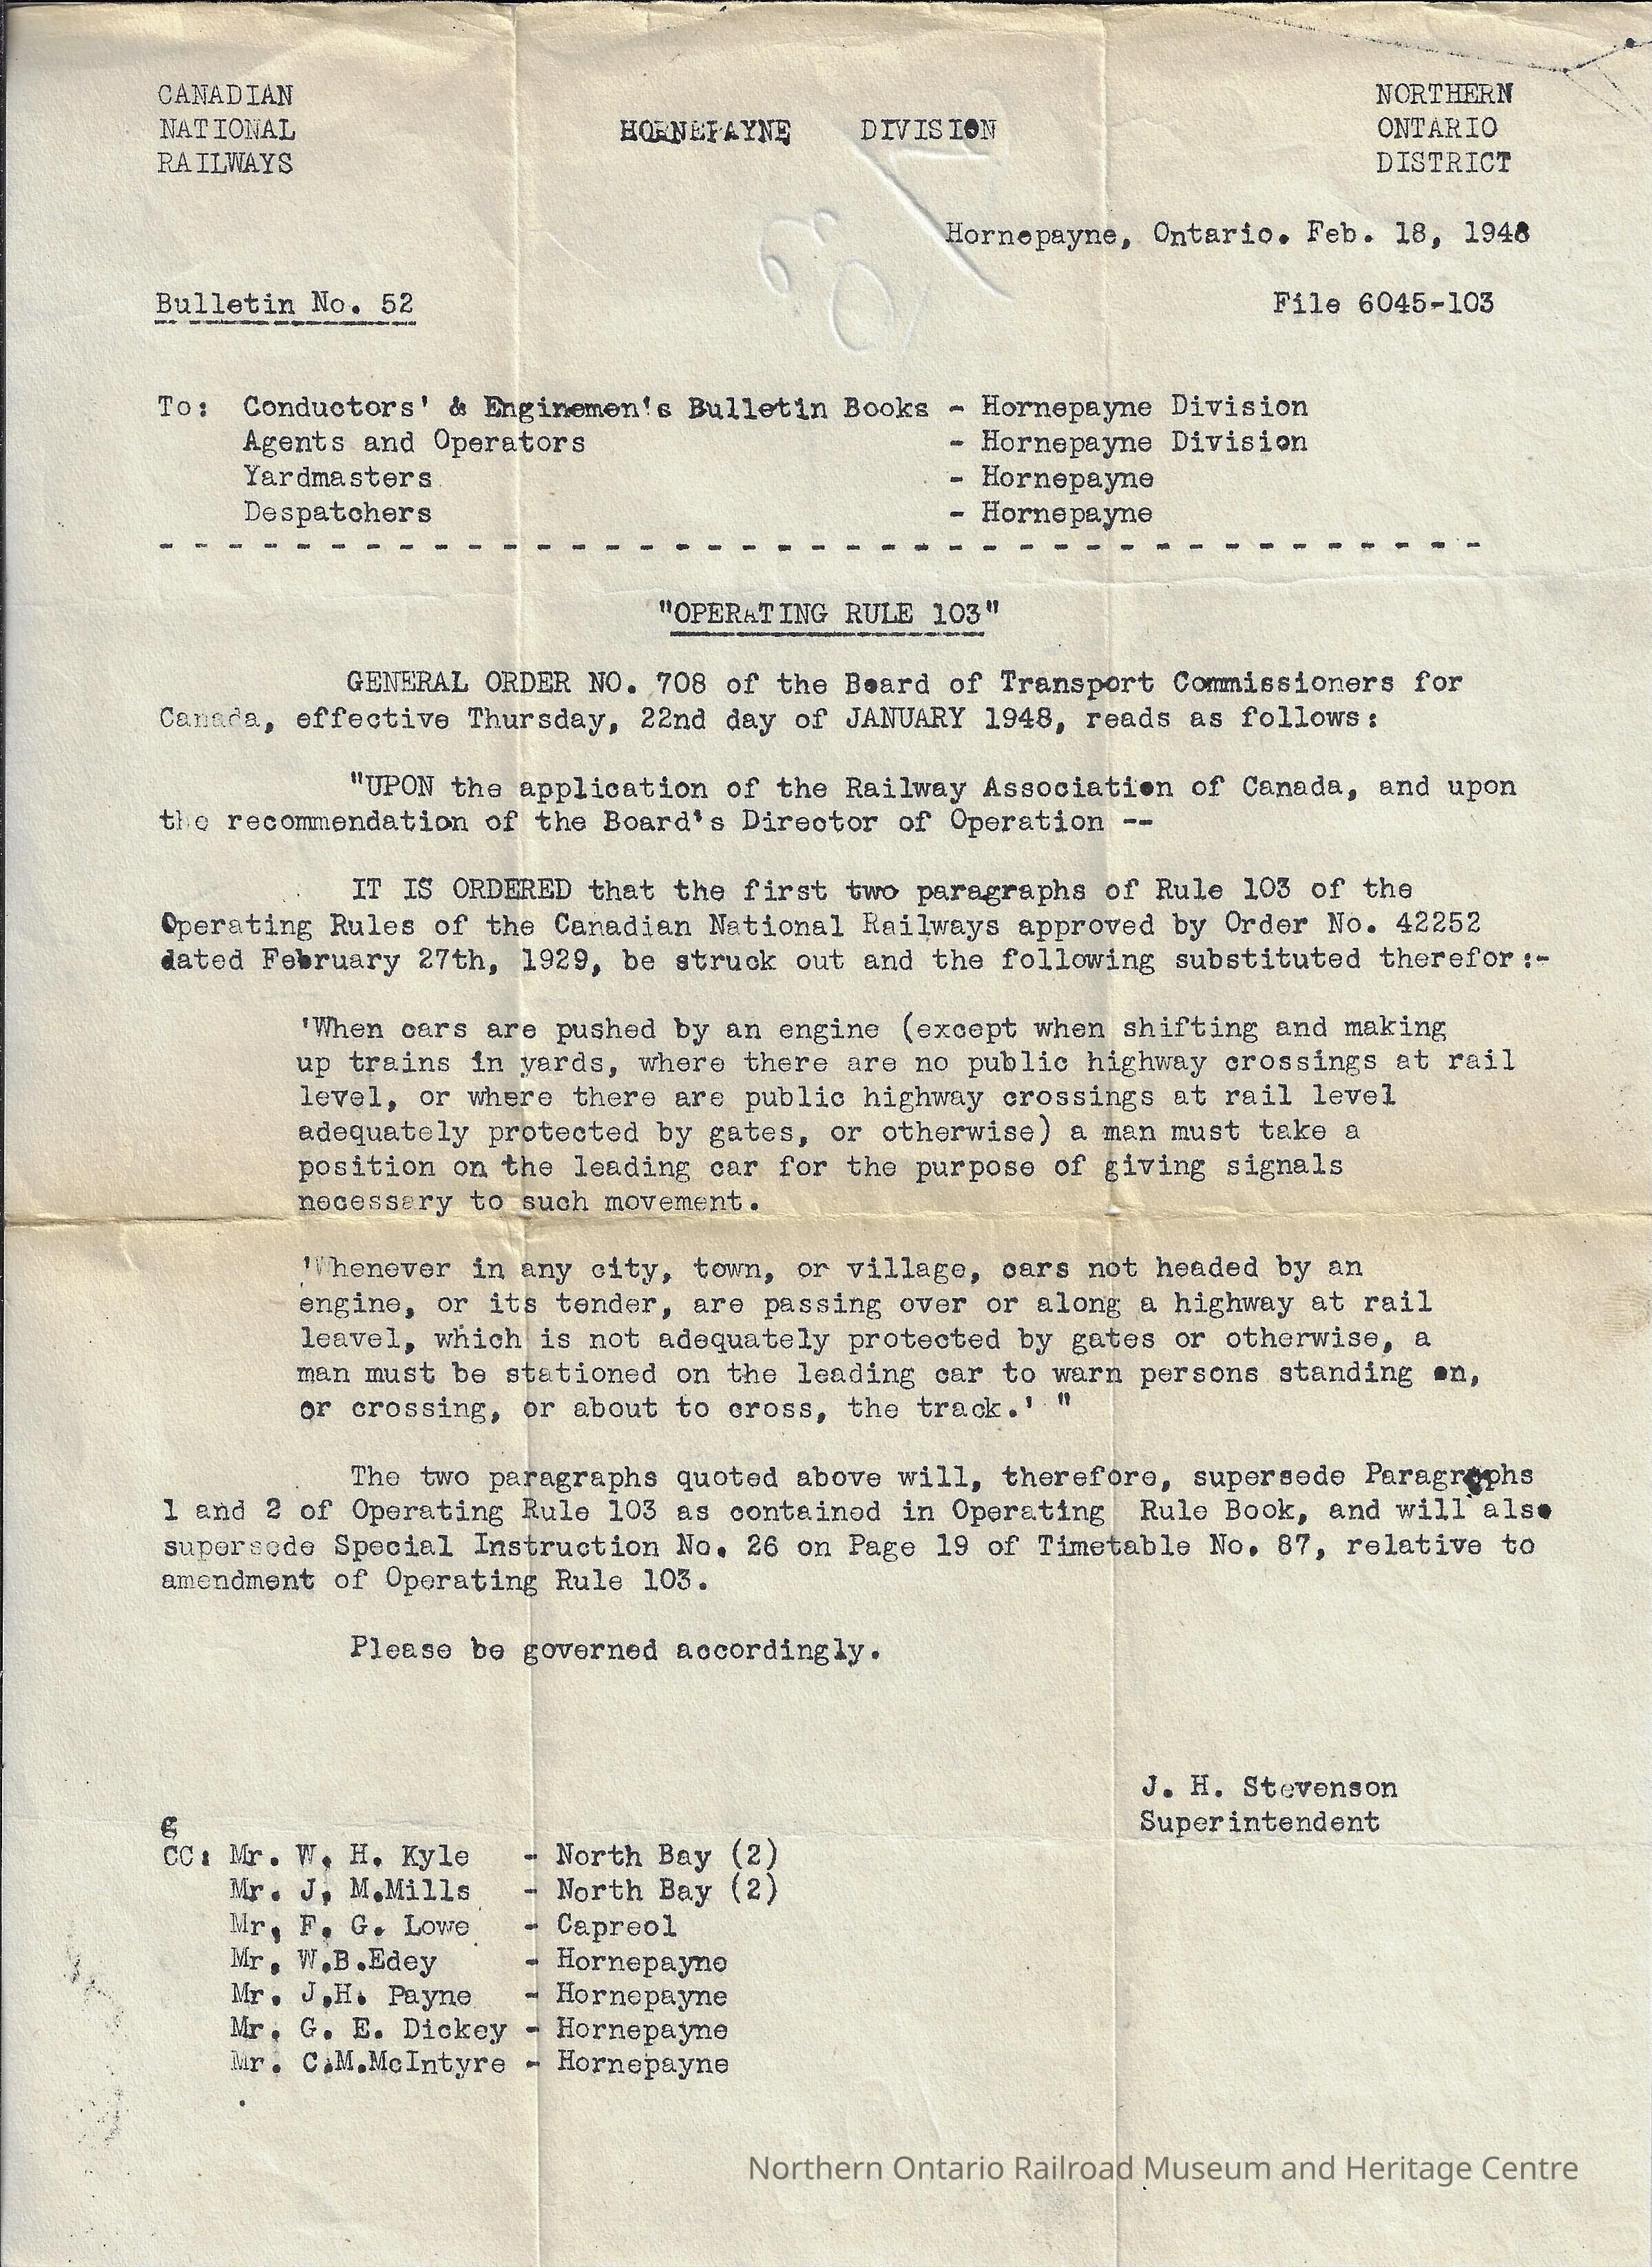 CANADIAN NORTHERN
NATIONAL HORNEPAYNE DIVISION ONTARIO
RAILWAYS DISTRICT
Hornepayne, Ontario. Feb. 18, 1948
Bulletin No. 52 File 6045-103
To: Conductors' & Enginemen's Bulletin Books - Hornepayne Division
Agents and Operators - Hornepayne Division
Yardmasters - Hornepayne
Despatchers - Hornepayne
- - - - - - - - - - - - - - - - - - - - - - - - - - - - - - - - - - - - - - -
"OPERATING RULE 103"
GENERAL ORDER NO. 708 of the Board of Transport Commissioners for
Canada, effective Thursday, 22nd day of JANUARY 1948, reads as follows:
"UPON the application of the Railway Association of Canada, and upon
the recommendation of the Board's Director of Operation --
IT IS ORDERED that the first two paragraphs of Rule 103 of the
Operating Rules of the Canadian National Railways approved by Order No. 42252
dated February 27th, 1929, be struck out and the following substituted therefor:-
'When cars are pushed by an engine (except when shifting and making
up trains in yards, where there are no public highway crossings at rail
level, or where there are public highway crossings at rail level
adequately protected by gates, or otherwise) a man must take a
position on the leading car for the purpose of giving signals
necessary to such movement.
'Whenever in any city, town, or village, cars not headed by an
engine, or its tender, are passing over or along a highway at rail
leavel, which is not adequately protected by gates or otherwise, a
man must be stationed on the leading car to warn persons standing on,
or crossing, or about to cross, the track.' "
The two paragraphs quoted above will, therefore, supersede Paragraphs
1 and 2 of Operating Rule 103 as contained in Operating Rule Book, and will also
supersede Special Instruction No. 26 on Page 19 of Timetable No. 87, relative to
amendment of Operating Rule 103.
Please be governed accordingly.
J. H. Stevenson
Superintendent
g
CC: Mr. W. H. Kyle - North Bay (2)
Mr. J. M.Mills - North Bay (2)
Mr, F. G. Lowe - Capreol
Mr. W.B.Edey - Hornepayne
Mr. J.H. Payne - Hornepayne
Mr. G. E. Dickey - Hornepayne
Mr. C.M.McIntyre - Hornepayne
Northern Ontario Railroad Museum and Heritage Centre